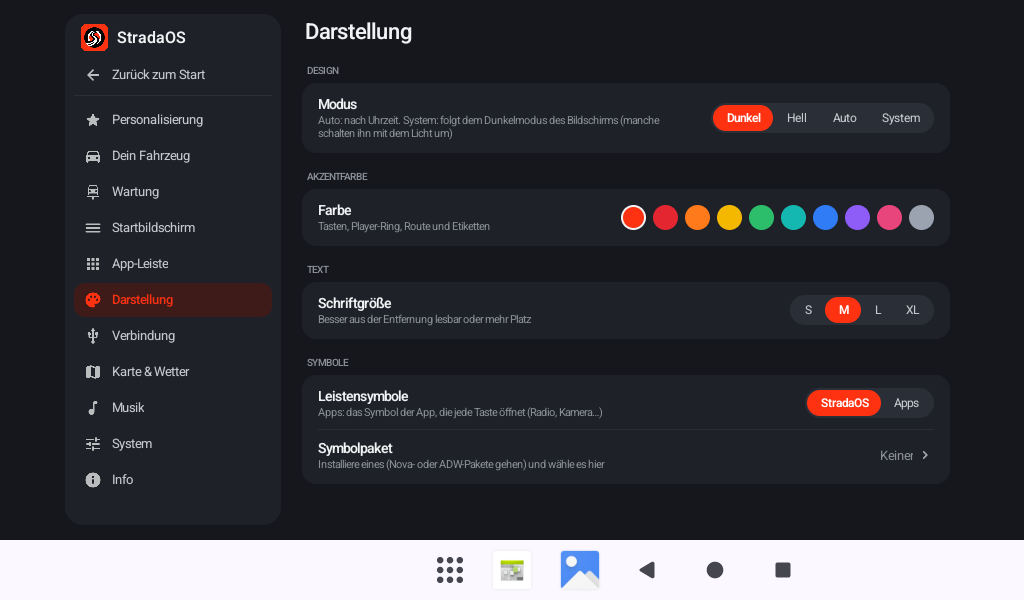 StradaOS
Zurück zum Start
Personalisierung
Dein Fahrzeug
Wartung
Startbildschirm
App-Leiste
Darstellung
Verbindung
Karte & Wetter
Musik
System
Info
Darstellung
DESIGN
Modus
Auto: nach Uhrzeit. System: folgt dem Dunkelmodus des Bildschirms (manche
schalten ihn mit dem Licht um)
Dunkel Hell Auto System
AKZENTFARBE
Farbe
Tasten, Player-Ring, Route und Etiketten
TEXT
Schriftgröße
Besser aus der Entfernung lesbar oder mehr Platz
S M L XL
SYMBOLE
Leistensymbole
Apps: das Symbol der App, die jede Taste öffnet (Radio, Kamera...)
StradaOS Apps
Symbolpaket
Installiere eines (Nova- oder ADW-Pakete gehen) und wähle es hier
Keiner